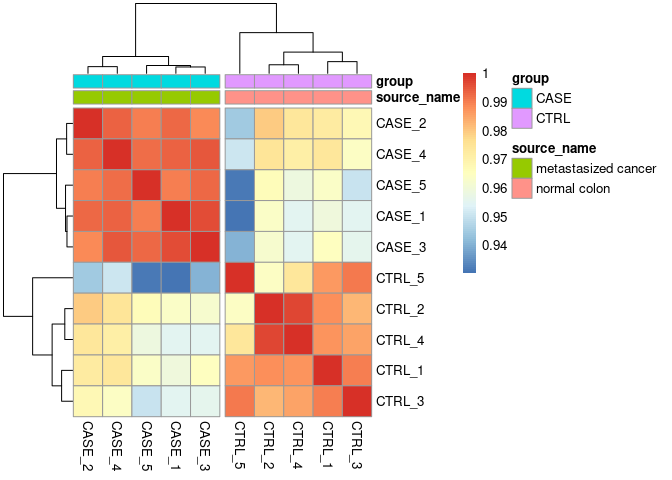 group
source_name
CASE_2
CASE_4
CASE_5
CASE_1
CASE_3
CTRL_5
CTRL_2
CTRL_4
CTRL_1
CTRL_3
CASE_2
CASE_4
CASE_5
CASE_1
CASE_3
CTRL_5
CTRL_2
CTRL_4
CTRL_1
CTRL_3
1
0.99
0.98
0.97
0.96
0.95
0.94
group
CASE
CTRL
source_name
metastasized cancer
normal colon